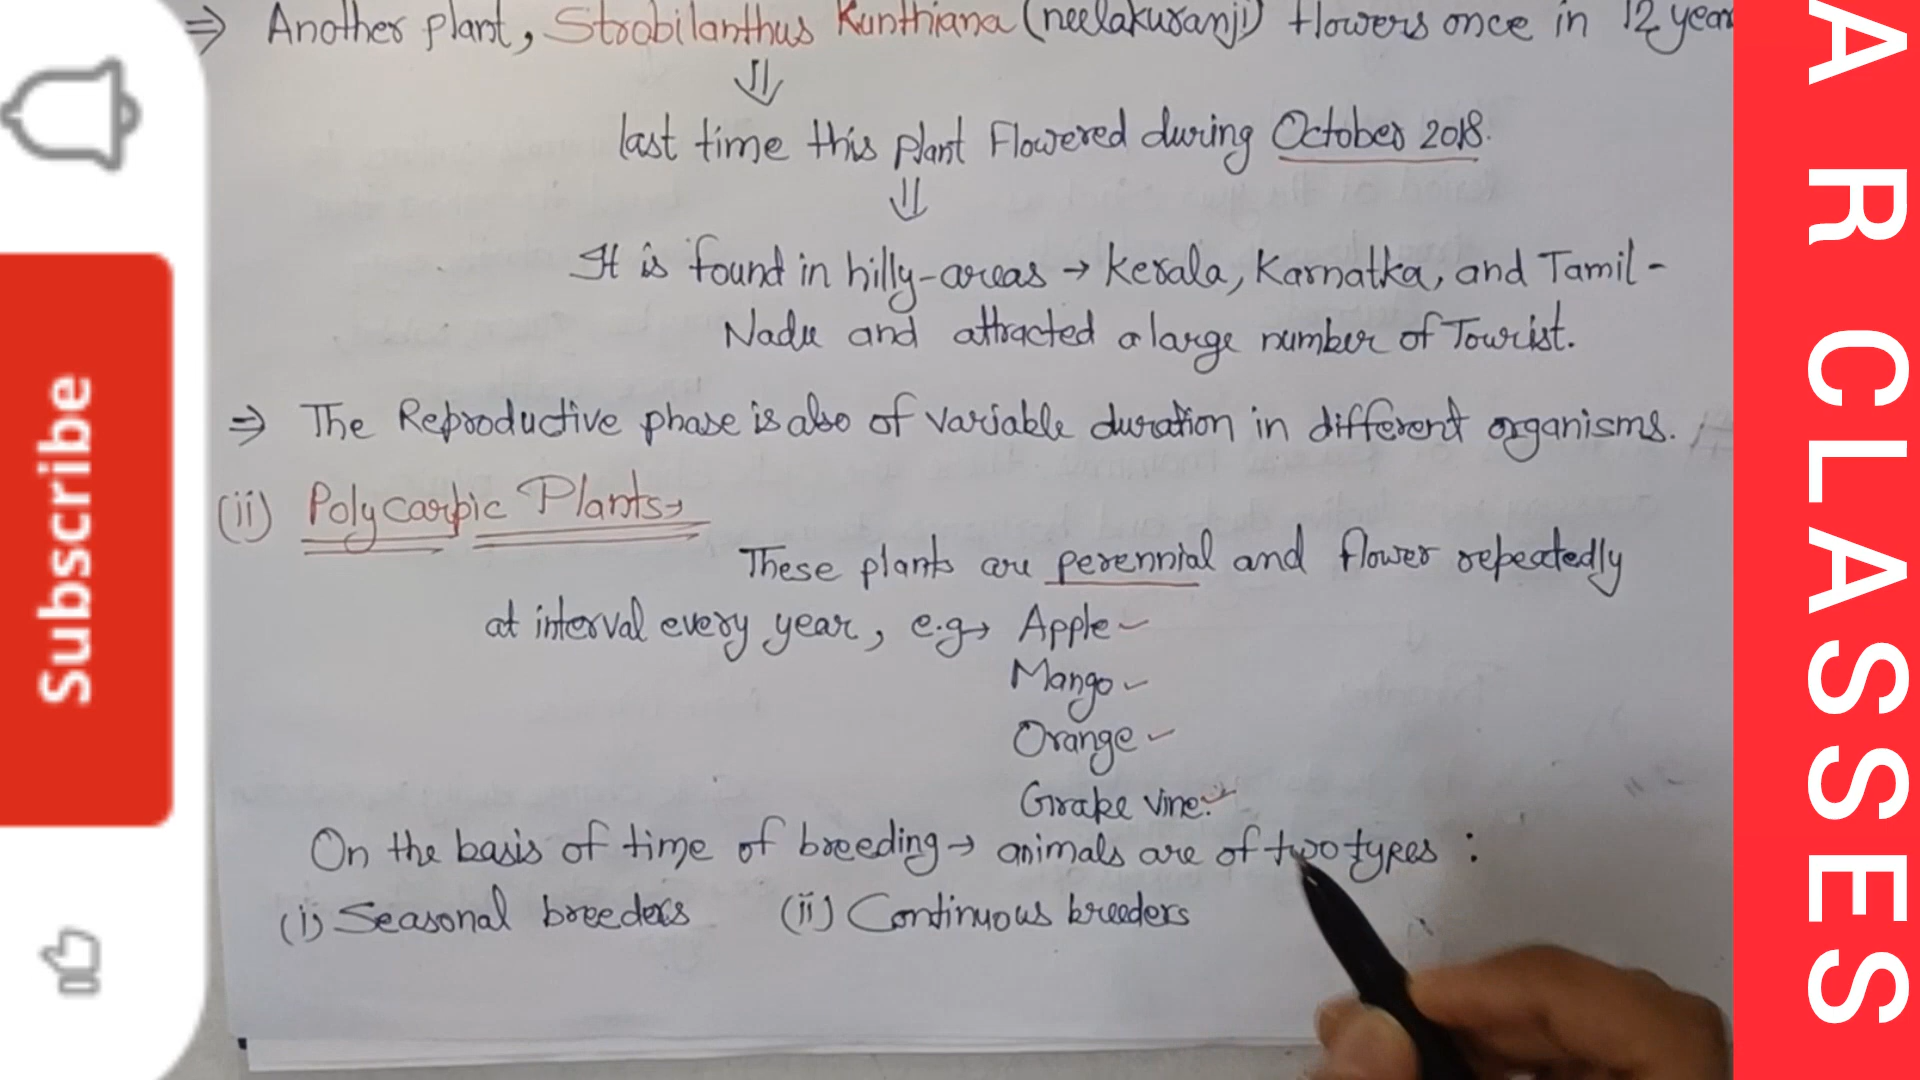 ⇒ Another plant, Strobilanthus Kunthiana (neelakuranji) flowers once in 12 year
⇓
last time this plant Flowered during October 2018.
⇓
It is found in hilly-areas → Kerala, Karnatka, and Tamil-
Nadu and attracted a large number of Tourist.
⇒ The Reproductive phase is also of variable duration in different organisms.
(ii) Polycarpic Plants→
These plants are perennial and flower repeatedly
at interval every year, e.g→ Apple
Mango
Orange
Grape vine.
On the basis of time of breeding → animals are of two types :
(i) Seasonal breeders (ii) Continuous breeders
Subscribe
A R CLASSES